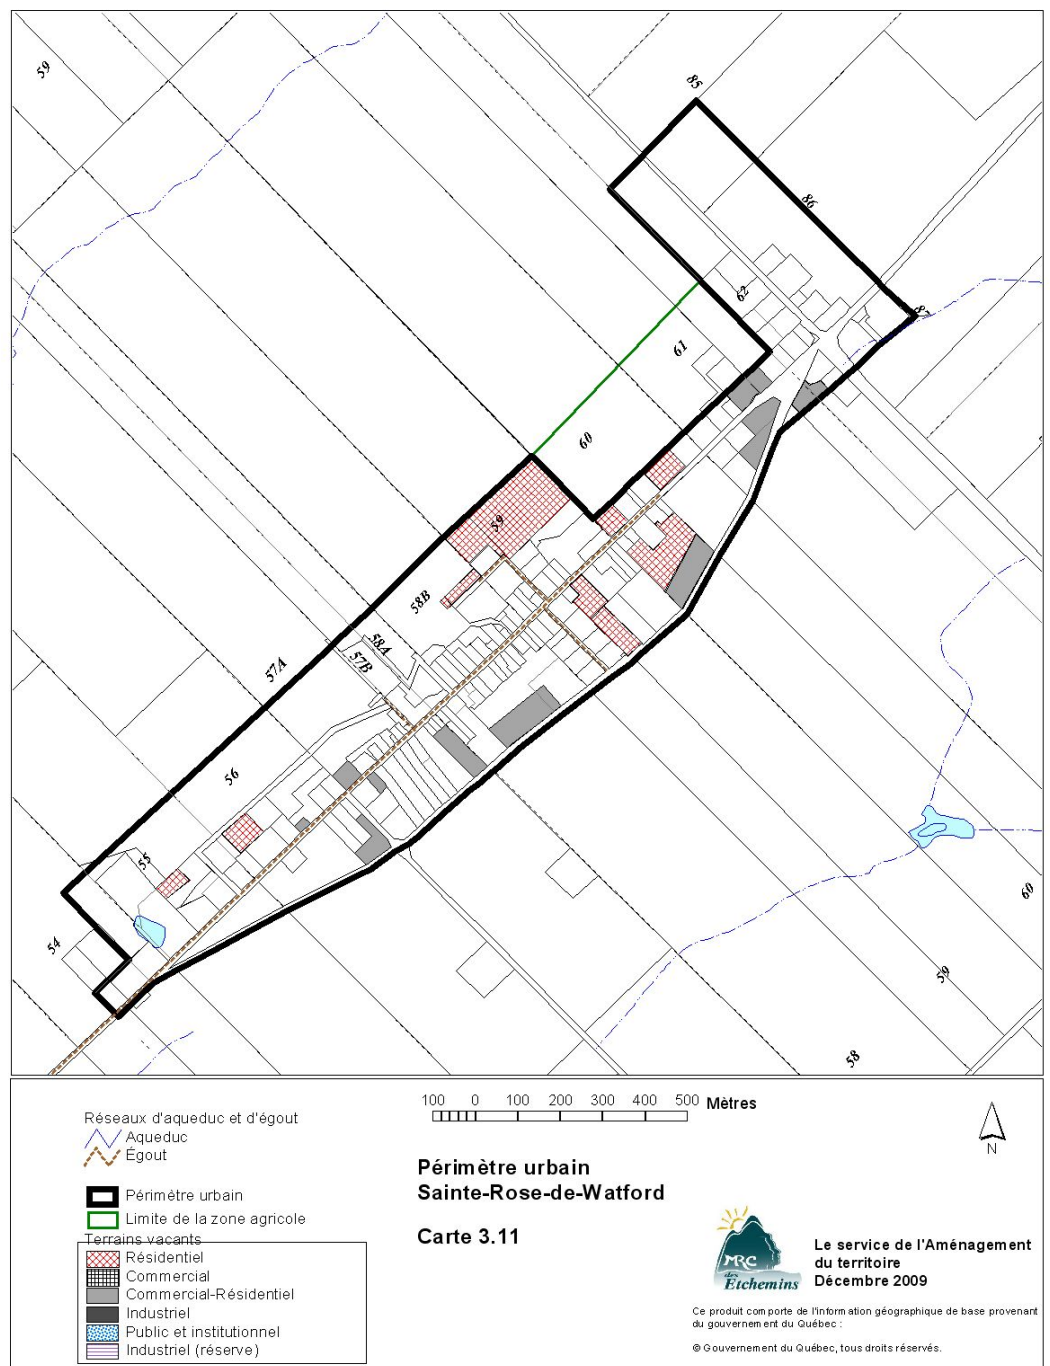 59
85
86
87
62
61
60
59
58B
58A
57B
57A
56
55
54
60
59
58
Réseaux d'aqueduc et d'égout
Aqueduc
Égout
Périmètre urbain
Limite de la zone agricole
Terrains vacants
Résidentiel
Commercial
Commercial-Résidentiel
Industriel
Public et institutionnel
Industriel (réserve)
100 0 100 200 300 400 500 Mètres
Périmètre urbain
Sainte-Rose-de-Watford
Carte 3.11
N
MRC
des
Etchemins
Le service de l'Aménagement
du territoire
Décembre 2009
Ce produit comporte de l'information géographique de base provenant
du gouvernement du Québec :
© Gouvernement du Québec, tous droits réservés.